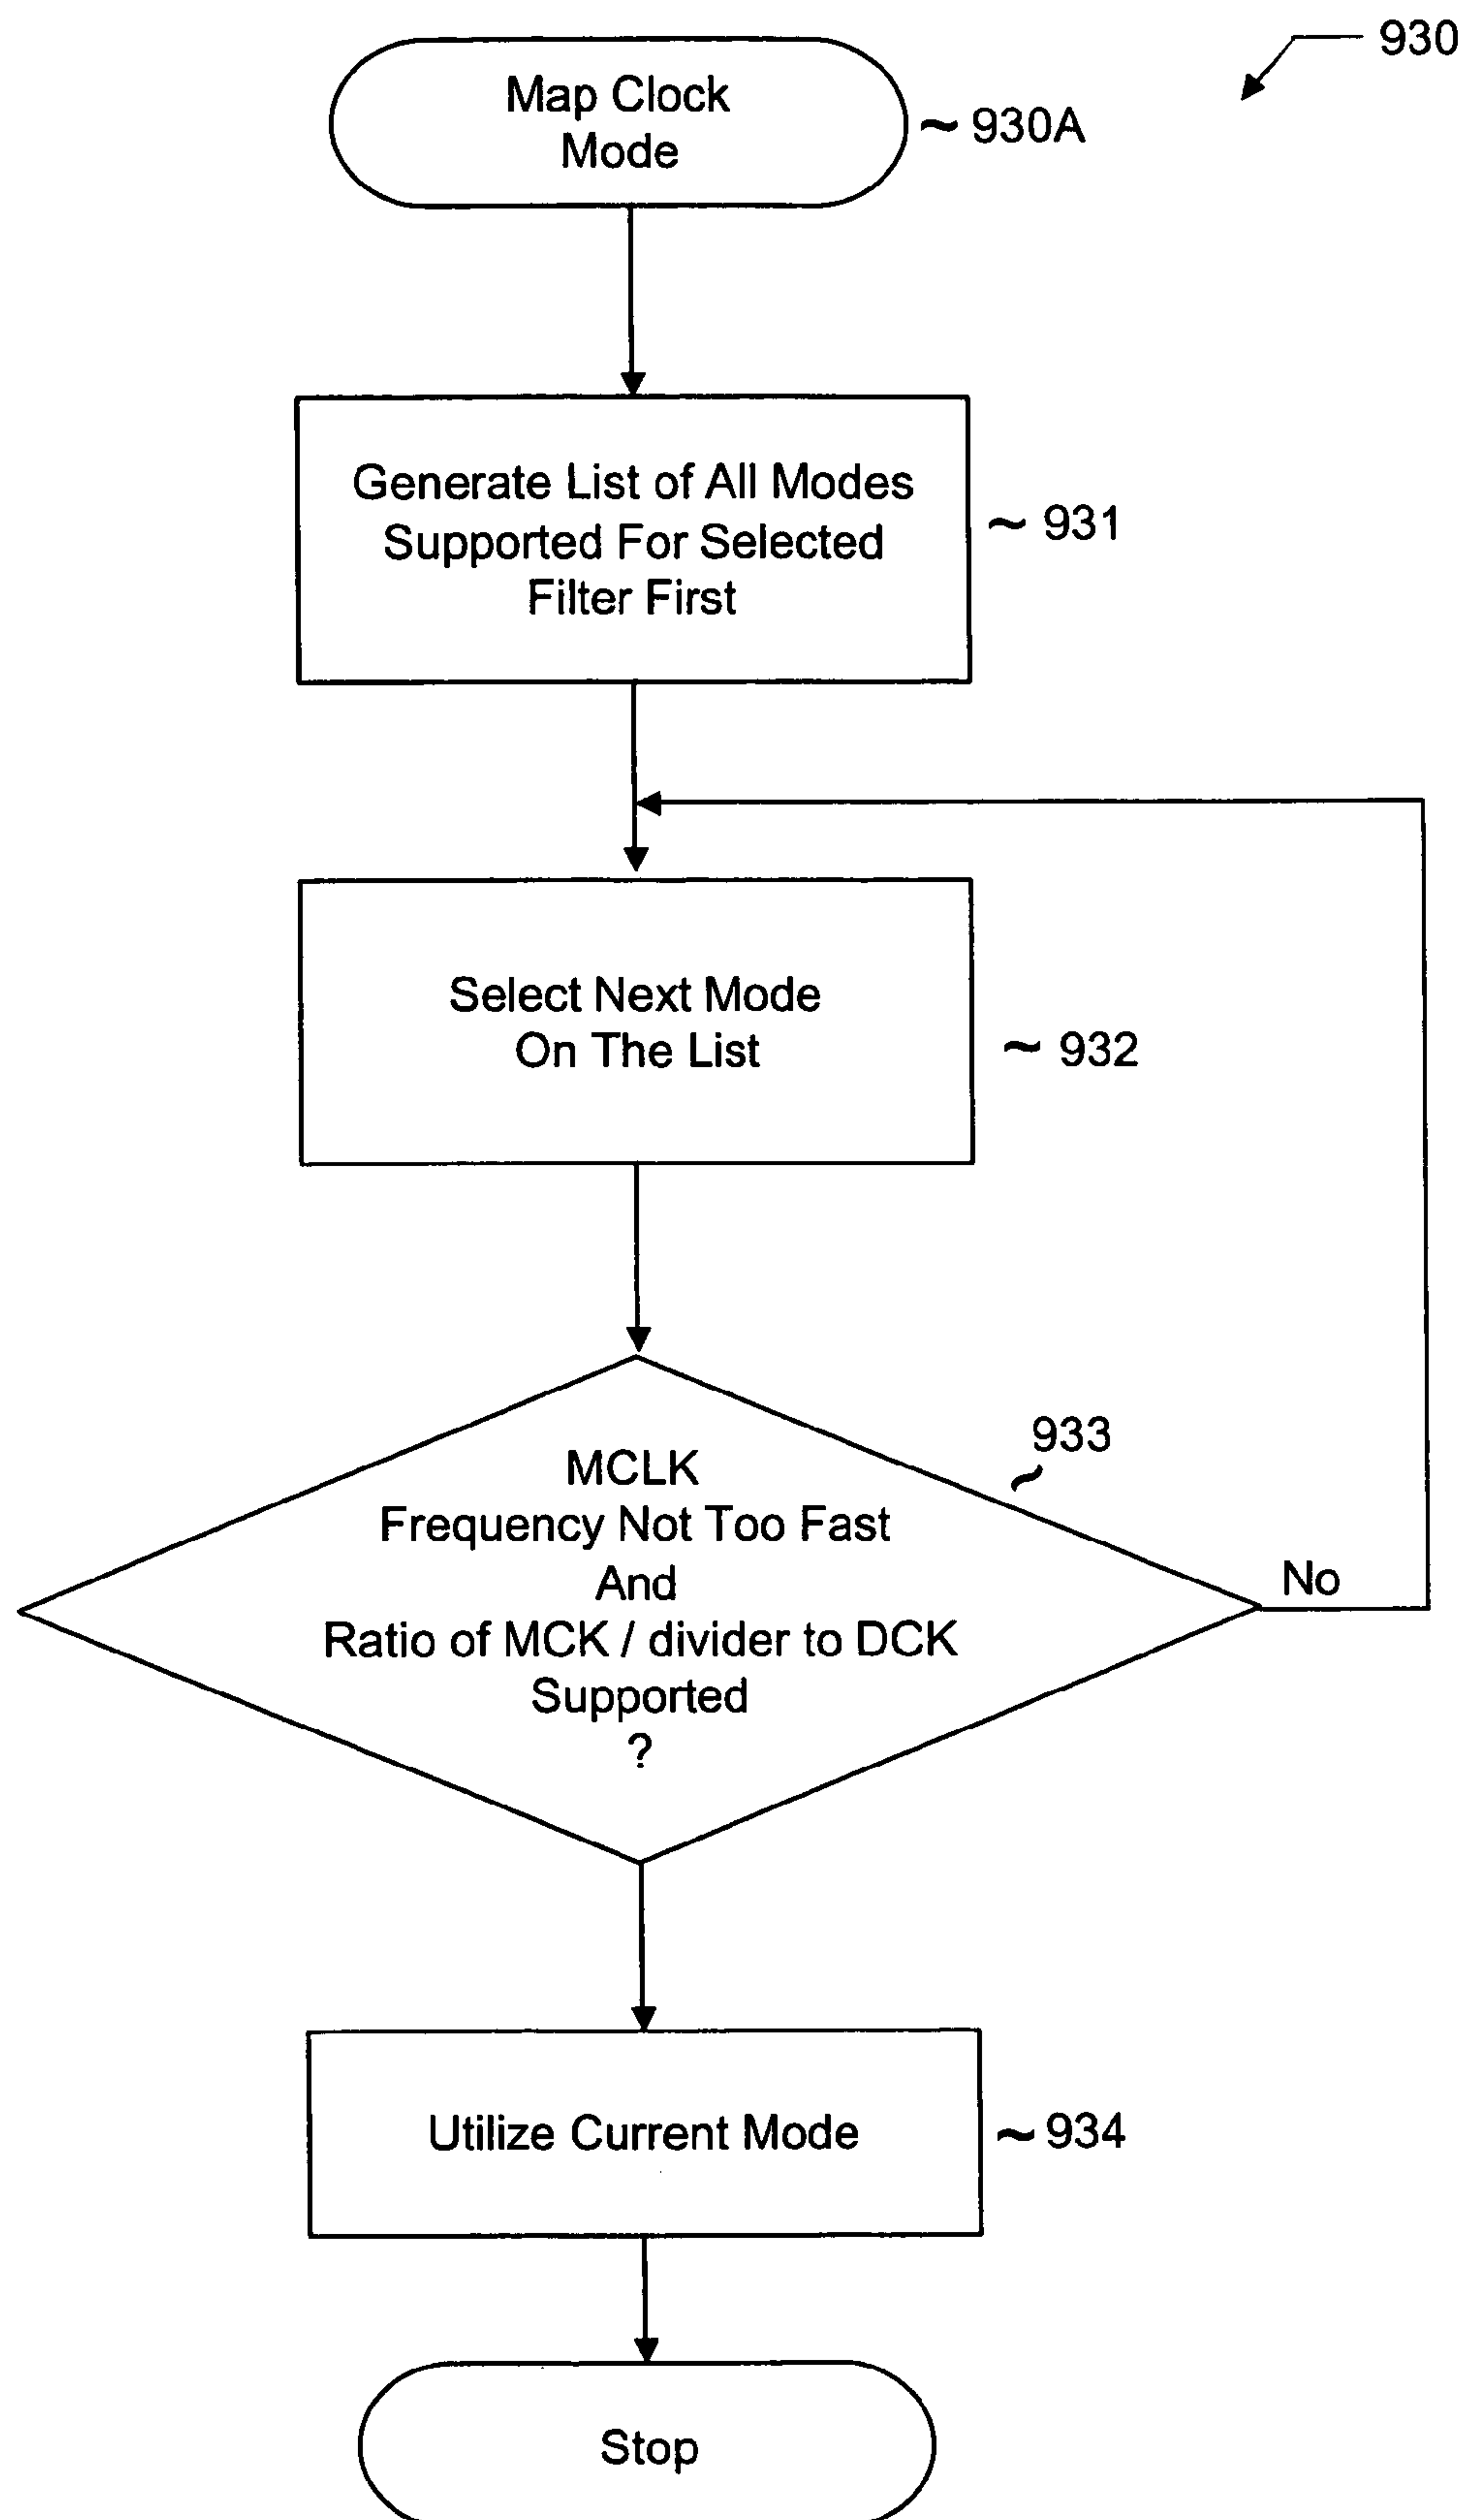 930
Map Clock
Mode
~ 930A
Generate List of All Modes
Supported For Selected
Filter First
~ 931
Select Next Mode
On The List
~ 932
933
~
MCLK
Frequency Not Too Fast
And
Ratio of MCK / divider to DCK
Supported
?
No
Utilize Current Mode
~ 934
Stop